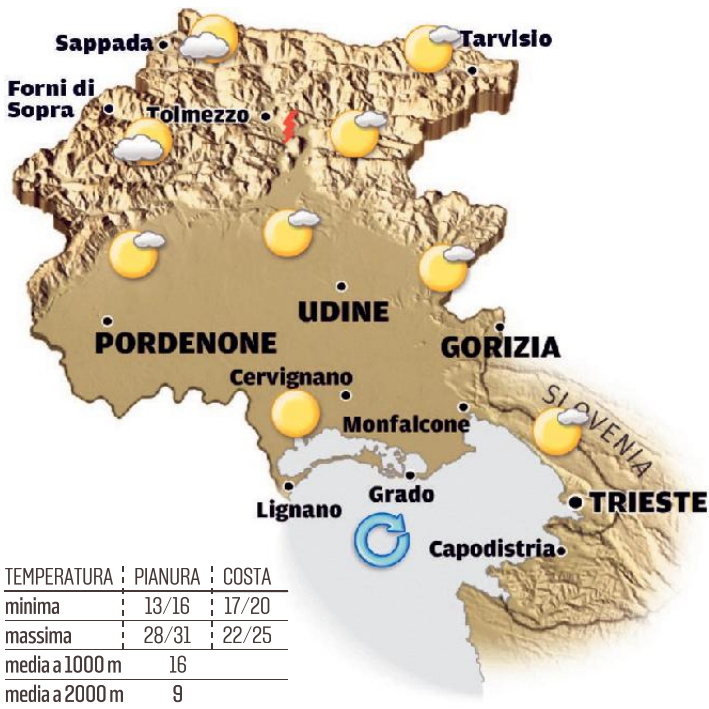 Sappada
Tarvisio
Forni di
Sopra
Tolmezzo
UDINE
PORDENONE
GORIZIA
Cervignano
SLOVENIA
Monfalcone
Grado
Lignano
TRIESTE
Capodistria
TEMPERATURA PIANURA COSTA
minima 13/16 17/20
massima 28/31 22/25
media a 1000 m 16
media a 2000 m 9